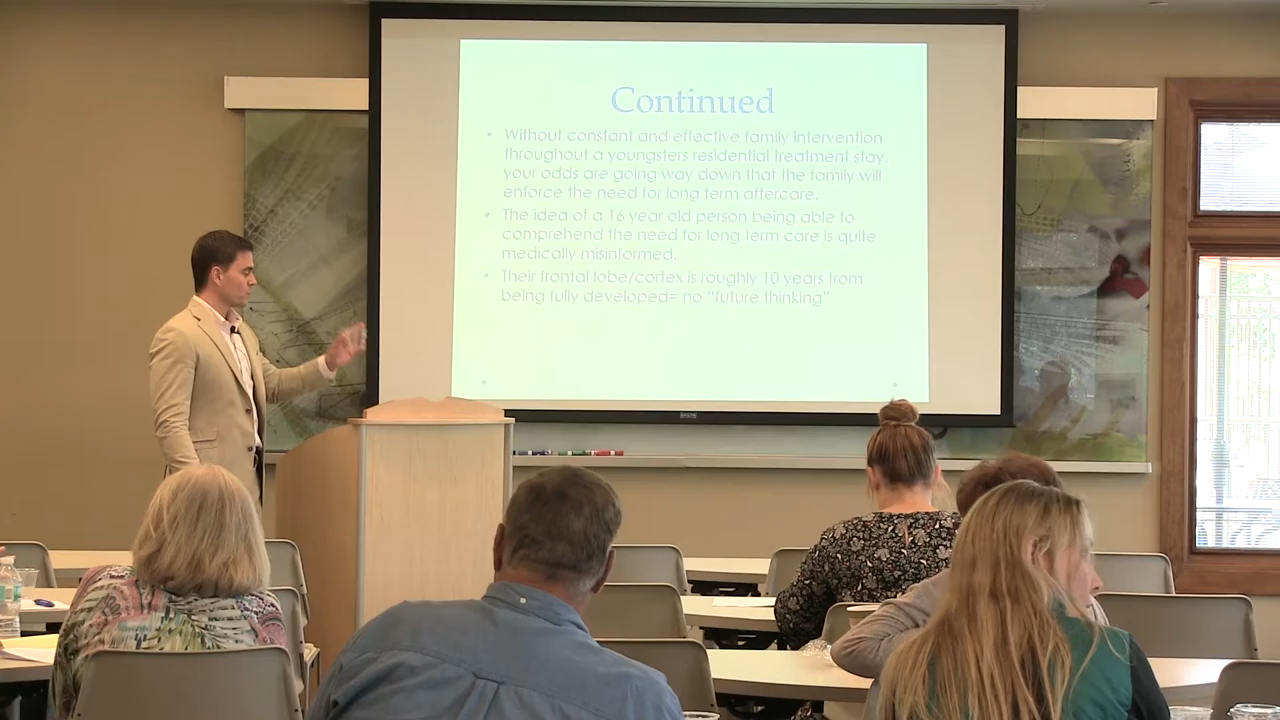 Continued
• Without constant and effective family intervention
throughout a youngsters residential treatment stay
odds are going way down that the family will
the need for long term aftercare.
• The idea of a 16 year old person being able to
comprehend the need for long term care is quite
medically misinformed.
• frontal lobe/cortex is roughly 10 years from
being fully developed= no "future thinking"